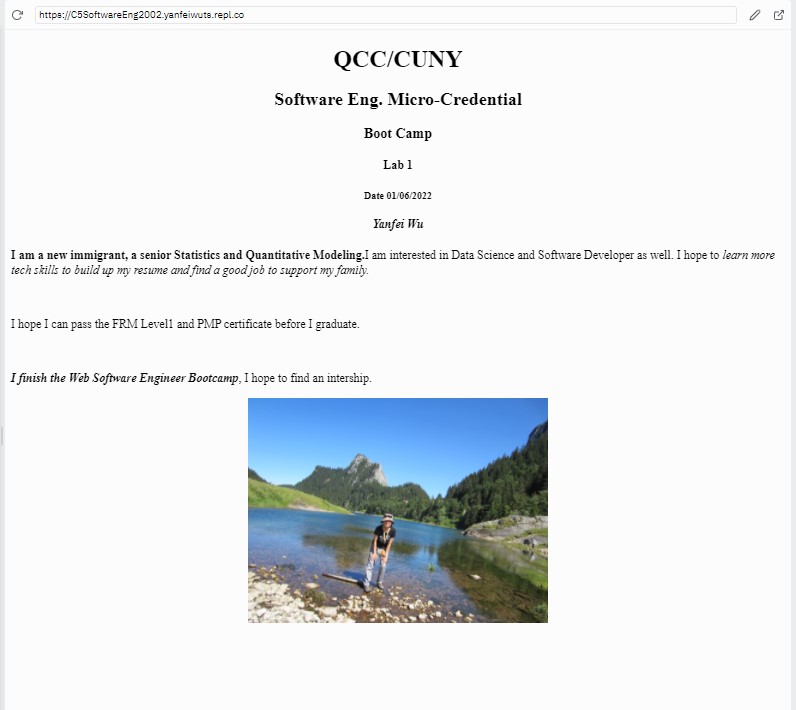 https://C5SoftwareEng2002.yanfeiwuts.repl.co
QCC/CUNY
Software Eng. Micro-Credential
Boot Camp
Lab 1
Date 01/06/2022
Yanfei Wu
I am a new immigrant, a senior Statistics and Quantitative Modeling.I am interested in Data Science and Software Developer as well. I hope to learn more
tech skills to build up my resume and find a good job to support my family.
I hope I can pass the FRM Level1 and PMP certificate before I graduate.
I finish the Web Software Engineer Bootcamp, I hope to find an intership.